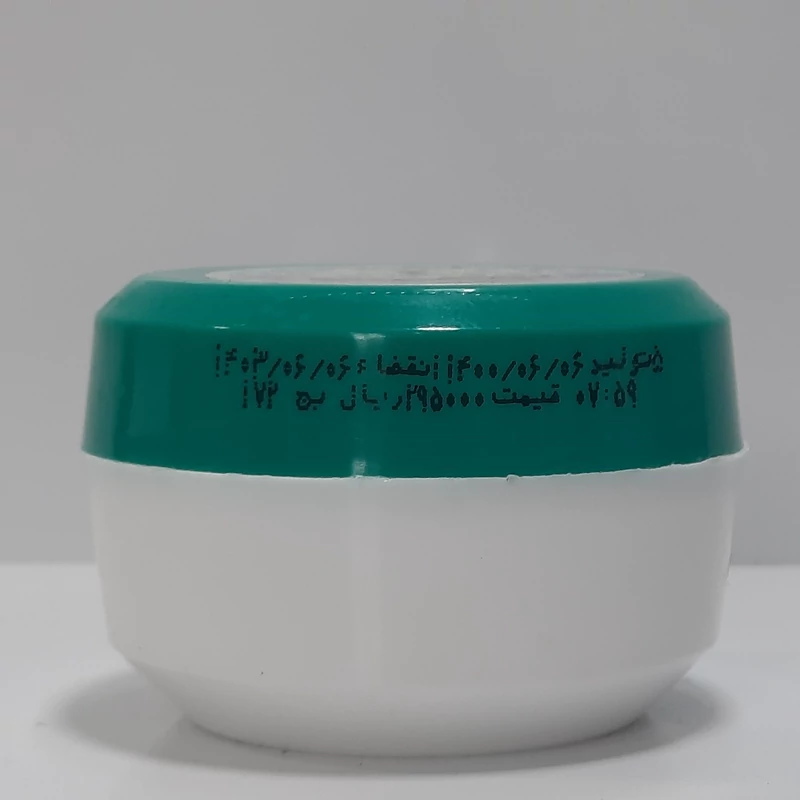 تولید ۱۴۰۰/۰۶/۰۶ انقضا ۱۴۰۳/۰۶/۰۶
۰۷:۵۹ قیمت ۲۹۵۰۰۰ ریال بچ ۱۷۲